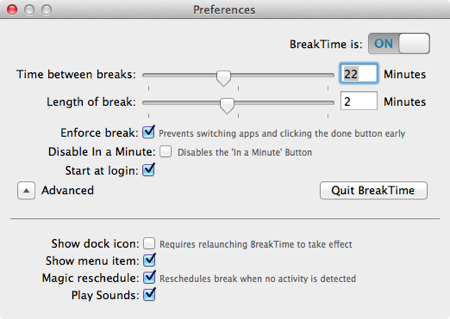 Preferences
BreakTime is: ON
Time between breaks: 22 Minutes
Length of break: 2 Minutes
Enforce break: Prevents switching apps and clicking the done button early
Disable In a Minute: Disables the 'In a Minute' Button
Start at login:
Advanced Quit BreakTime
Show dock icon: Requires relaunching BreakTime to take effect
Show menu item:
Magic reschedule: Reschedules break when no activity is detected
Play Sounds: